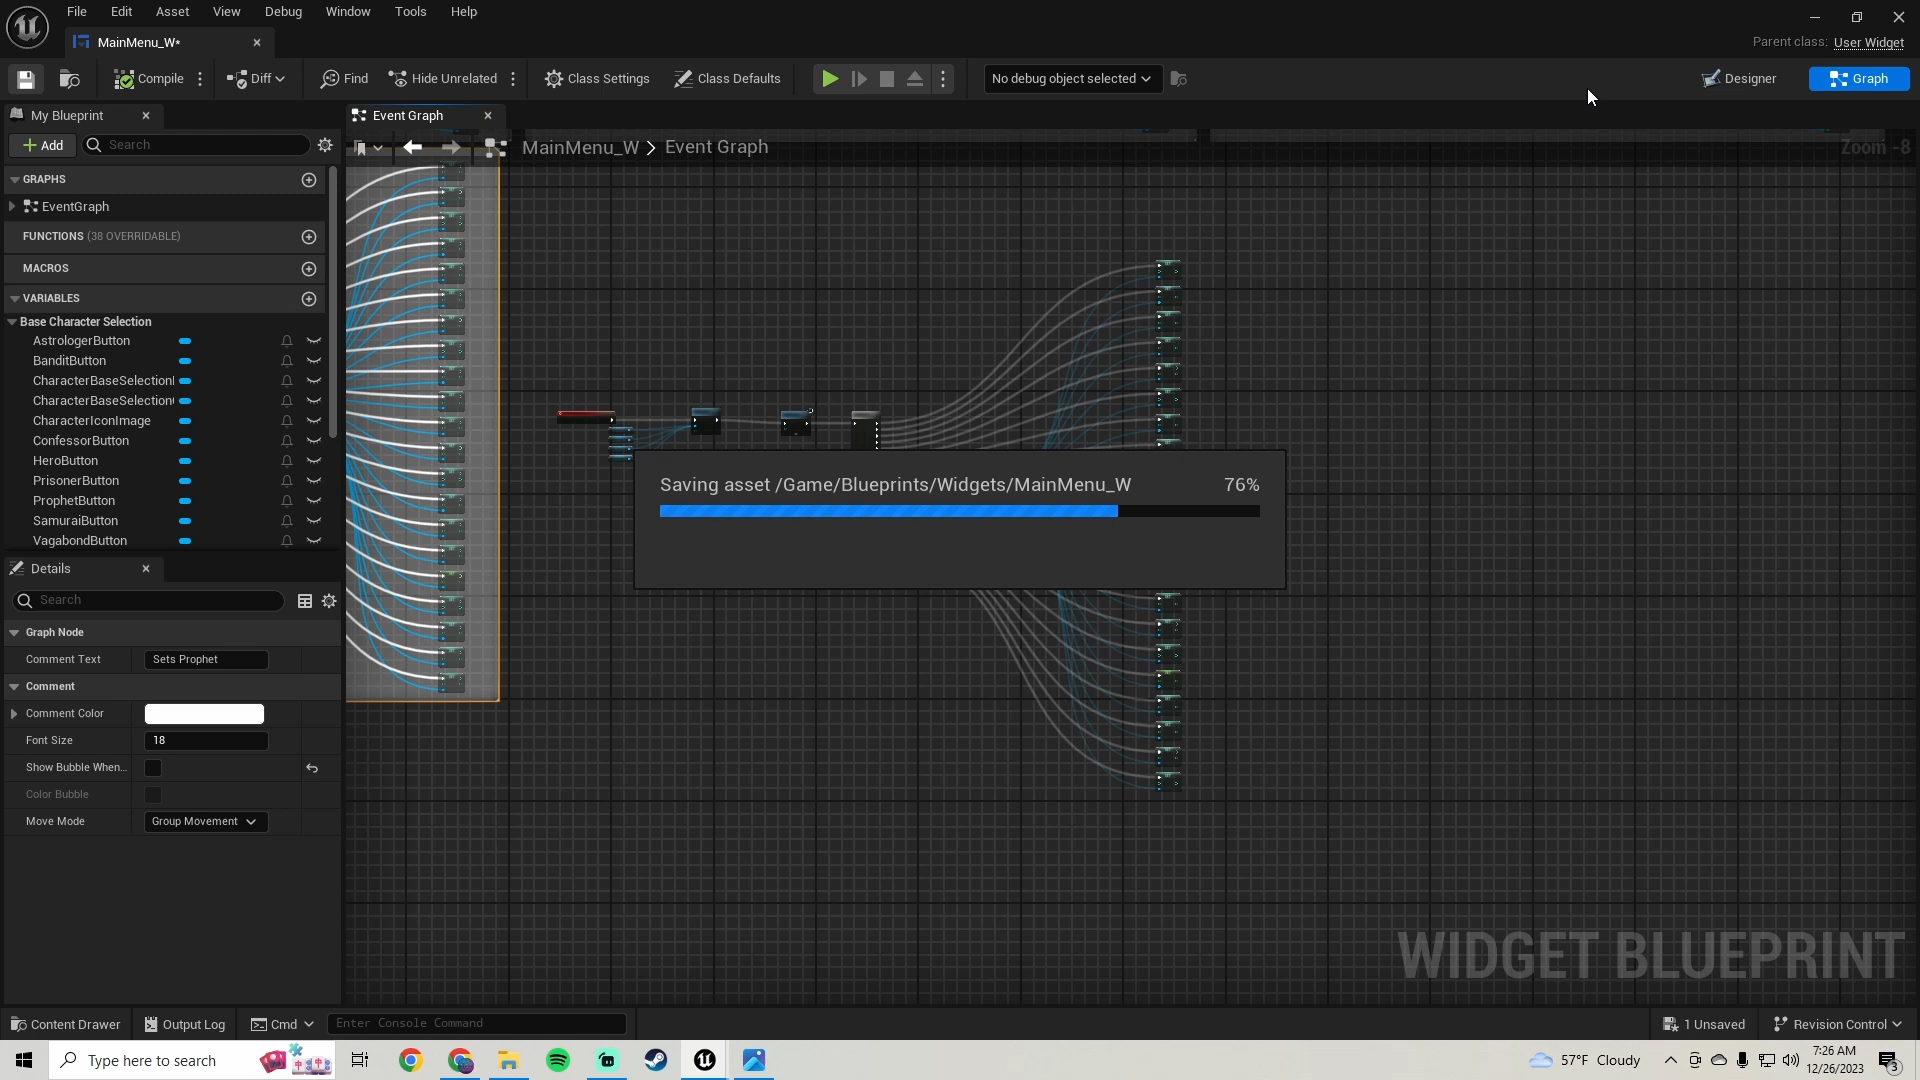 File Edit Asset View Debug Window Tools Help
MainMenu_W*
Parent class: User Widget
Compile Diff Find Hide Unrelated Class Settings Class Defaults No debug object selected Designer Graph
My Blueprint
Event Graph
Add Search
MainMenu_W > Event Graph
Zoom -8
GRAPHS
EventGraph
FUNCTIONS (38 OVERRIDABLE)
MACROS
VARIABLES
Base Character Selection
AstrologerButton
BanditButton
CharacterBaseSelection
CharacterBaseSelection
CharacterIconImage
ConfessorButton
HeroButton
PrisonerButton
ProphetButton
SamuraiButton
VagabondButton
Saving asset /Game/Blueprints/Widgets/MainMenu_W 76%
Details
Search
Graph Node
Comment Text Sets Prophet
Comment
Comment Color
Font Size 18
Show Bubble When...
Color Bubble
Move Mode Group Movement
WIDGET BLUEPRINT
Content Drawer Output Log Cmd Enter Console Command 1 Unsaved Revision Control
Type here to search
57°F Cloudy
7:26 AM
12/26/2023
3